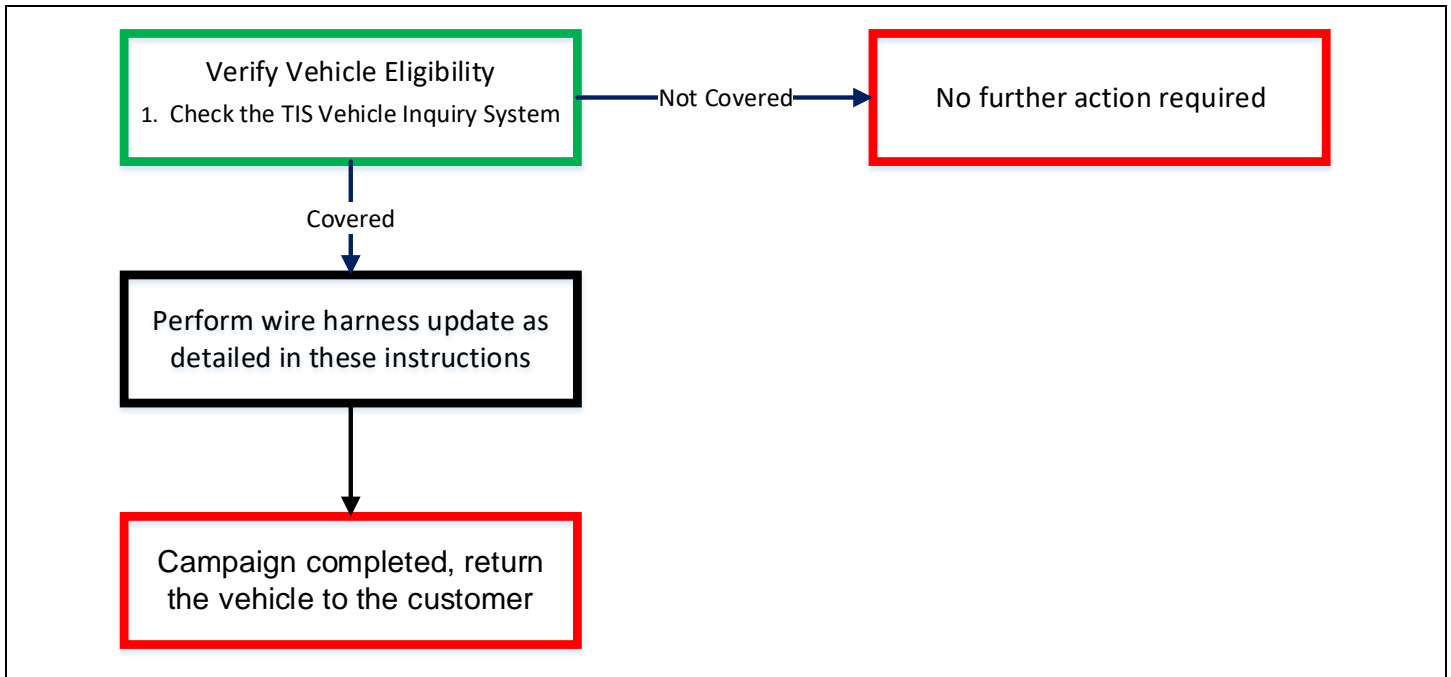 Verify Vehicle Eligibility
1. Check the TIS Vehicle Inquiry System
Not Covered
No further action required
Covered
Perform wire harness update as
detailed in these instructions
Campaign completed, return
the vehicle to the customer